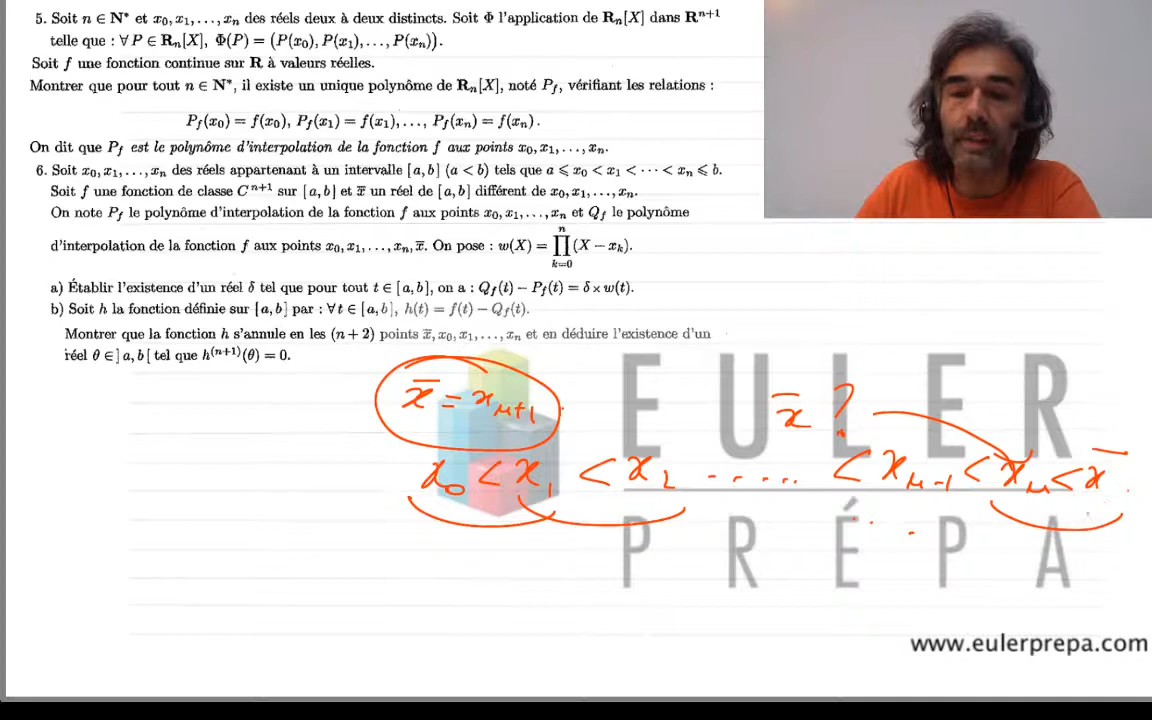 5. Soit n ∈ N* et x₀, x₁, . . . , xₙ des réels deux à deux distincts. Soit Φ l'application de Rₙ[X] dans Rⁿ⁺¹
telle que : ∀ P ∈ Rₙ[X], Φ(P) = (P(x₀), P(x₁), . . . , P(xₙ)).
Soit f une fonction continue sur R à valeurs réelles.
Montrer que pour tout n ∈ N*, il existe un unique polynôme de Rₙ[X], noté P_f, vérifiant les relations :
P_f(x₀) = f(x₀), P_f(x₁) = f(x₁), . . . , P_f(xₙ) = f(xₙ) .
On dit que P_f est le polynôme d'interpolation de la fonction f aux points x₀, x₁, . . . , xₙ.
6. Soit x₀, x₁, . . . , xₙ des réels appartenant à un intervalle [a, b] (a < b) tels que a ⩽ x₀ < x₁ < · · · < xₙ ⩽ b.
Soit f une fonction de classe Cⁿ⁺¹ sur [a, b] et x̅ un réel de [a, b] différent de x₀, x₁, . . . , xₙ.
On note P_f le polynôme d'interpolation de la fonction f aux points x₀, x₁, . . . , xₙ et Q_f le polynôme
d'interpolation de la fonction f aux points x₀, x₁, . . . , xₙ, x̅. On pose : w(X) = ∏_{k=0}^{n} (X − x_k).
a) Établir l'existence d'un réel δ tel que pour tout t ∈ [a, b], on a : Q_f(t) − P_f(t) = δ × w(t).
b) Soit h la fonction définie sur [a, b] par : ∀ t ∈ [a, b], h(t) = f(t) − Q_f(t).
Montrer que la fonction h s'annule en les (n + 2) points x̅, x₀, x₁, . . . , xₙ et en déduire l'existence d'un
réel θ ∈ ] a, b [ tel que h⁽ⁿ⁺¹⁾(θ) = 0.
x̅ = xₙ₊₁
x̅ ?
x₀ < x₁ < x₂ . . . . . < xₙ₋₁ < xₙ < x̅
EULER
PRÉPA
www.eulerprepa.com